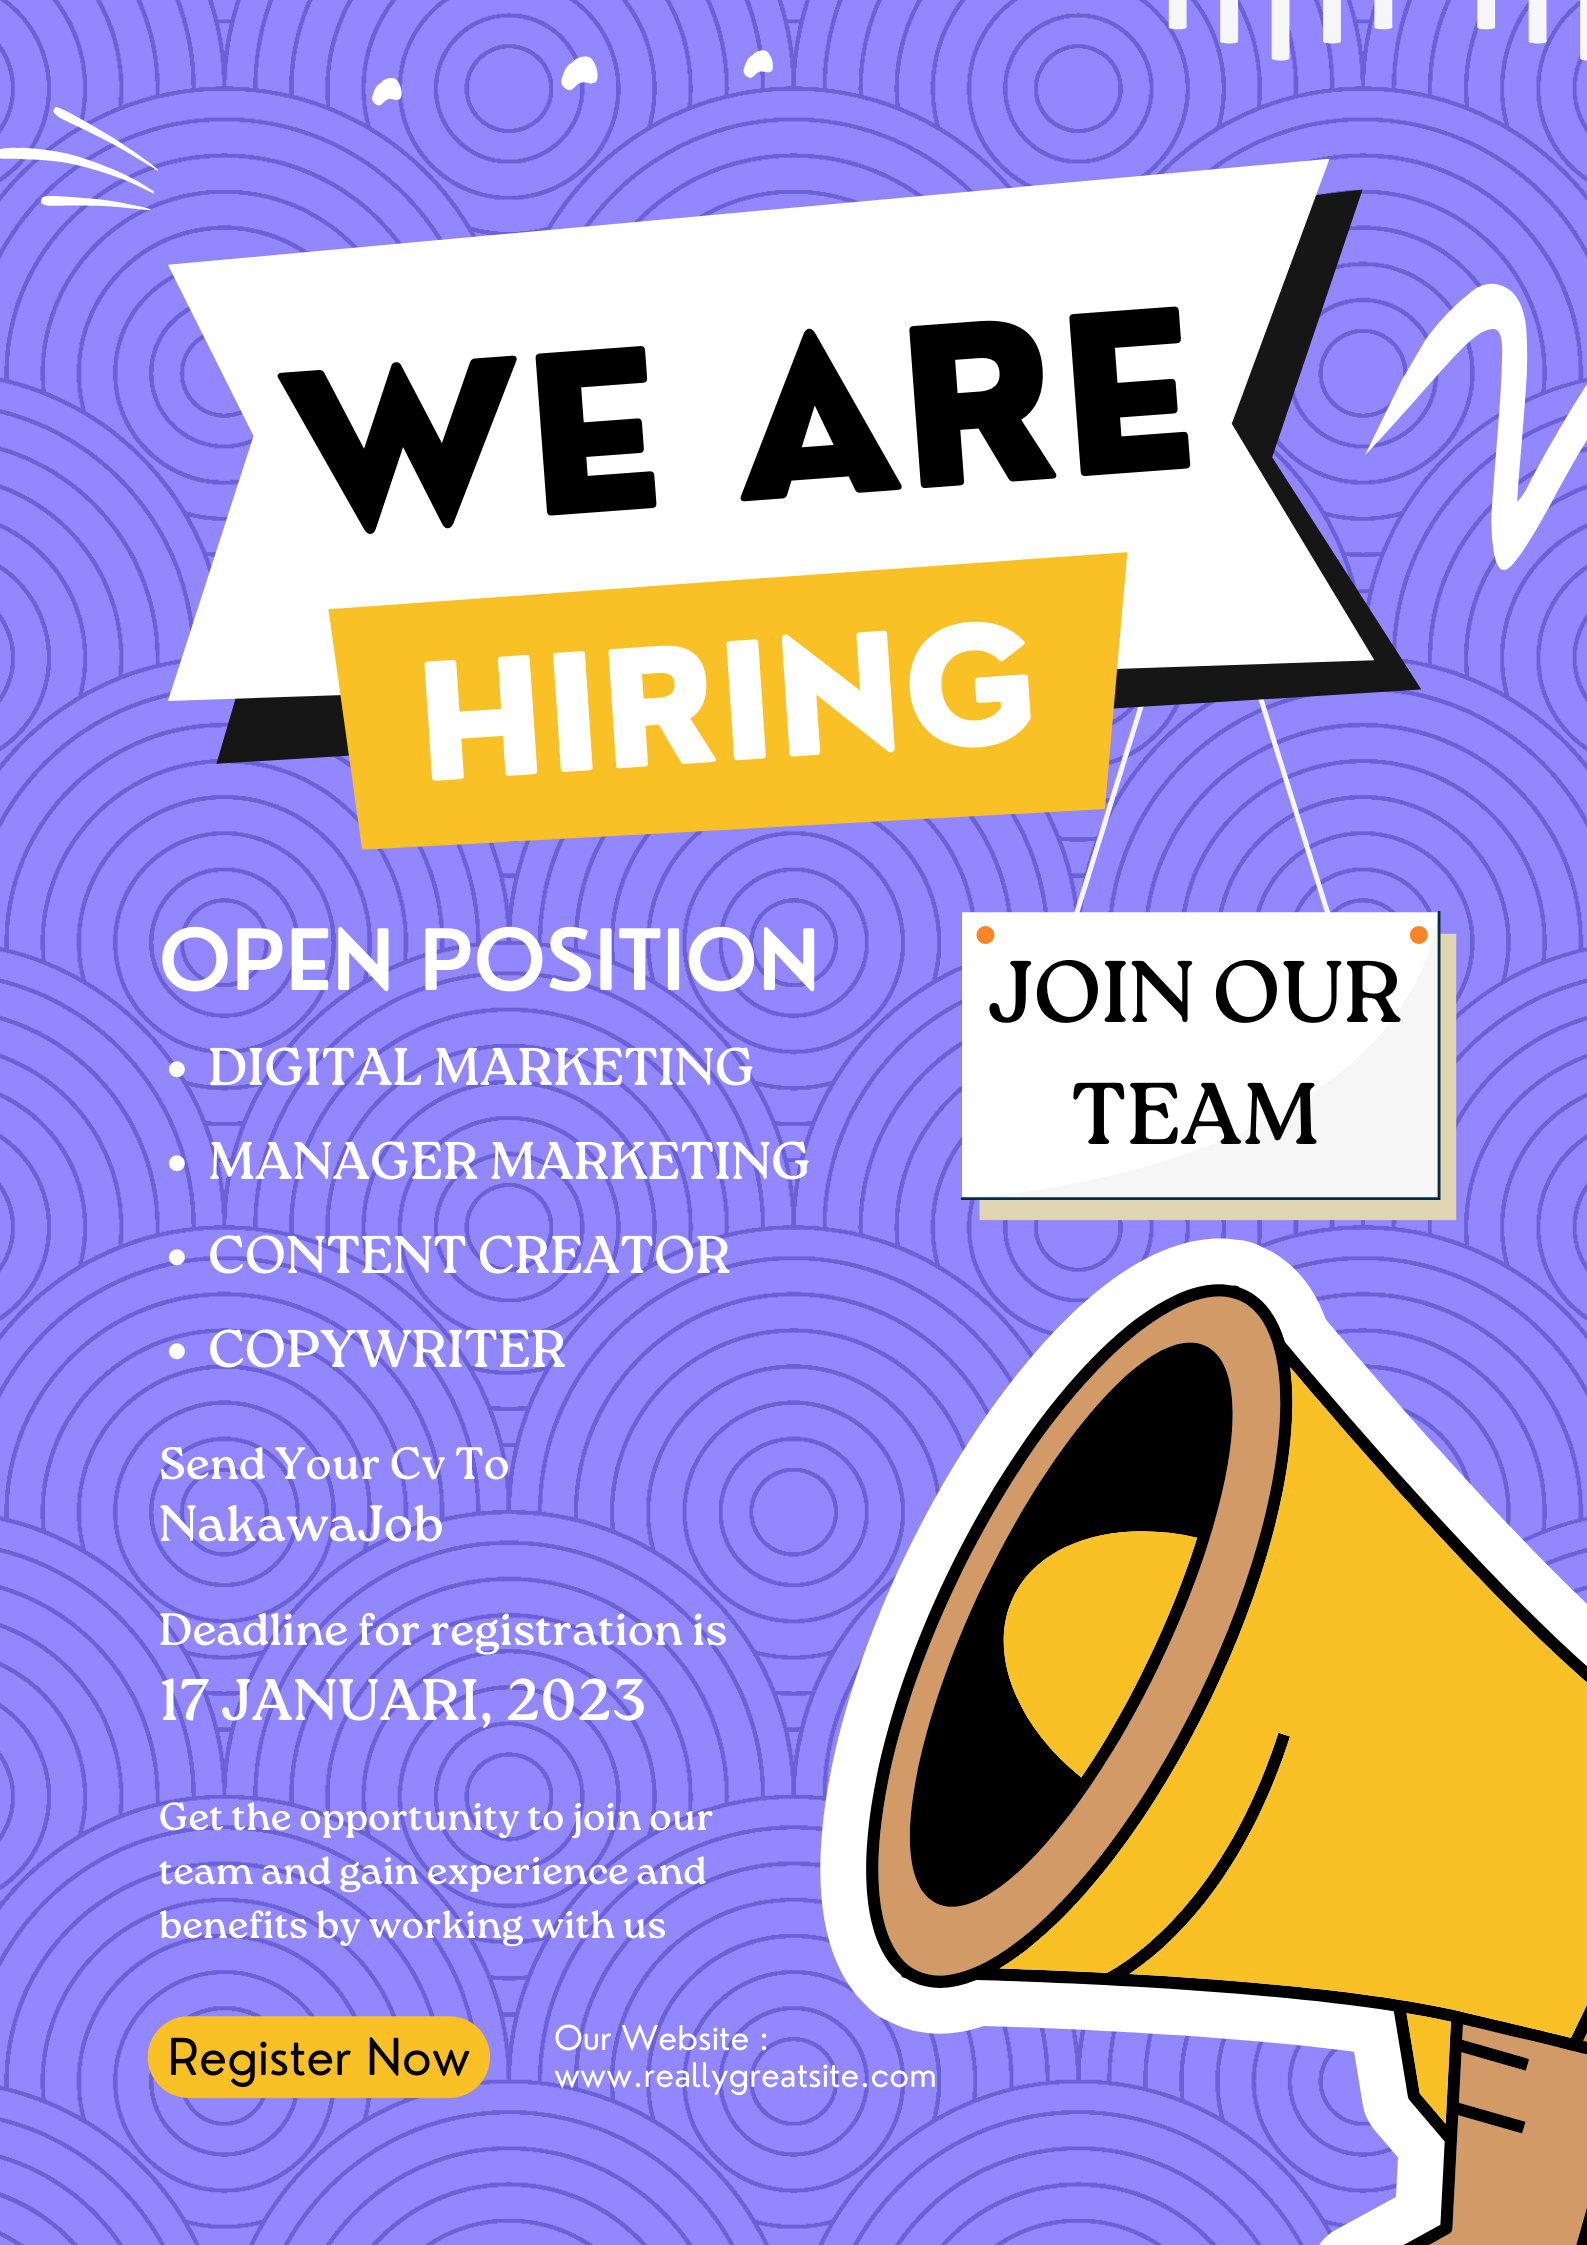 WE ARE
HIRING
OPEN POSITION
• DIGITAL MARKETING
• MANAGER MARKETING
• CONTENT CREATOR
• COPYWRITER
JOIN OUR
TEAM
Send Your Cv To
NakawaJob
Deadline for registration is
17 JANUARI, 2023
Get the opportunity to join our
team and gain experience and
benefits by working with us
Register Now
Our Website :
www.reallygreatsite.com